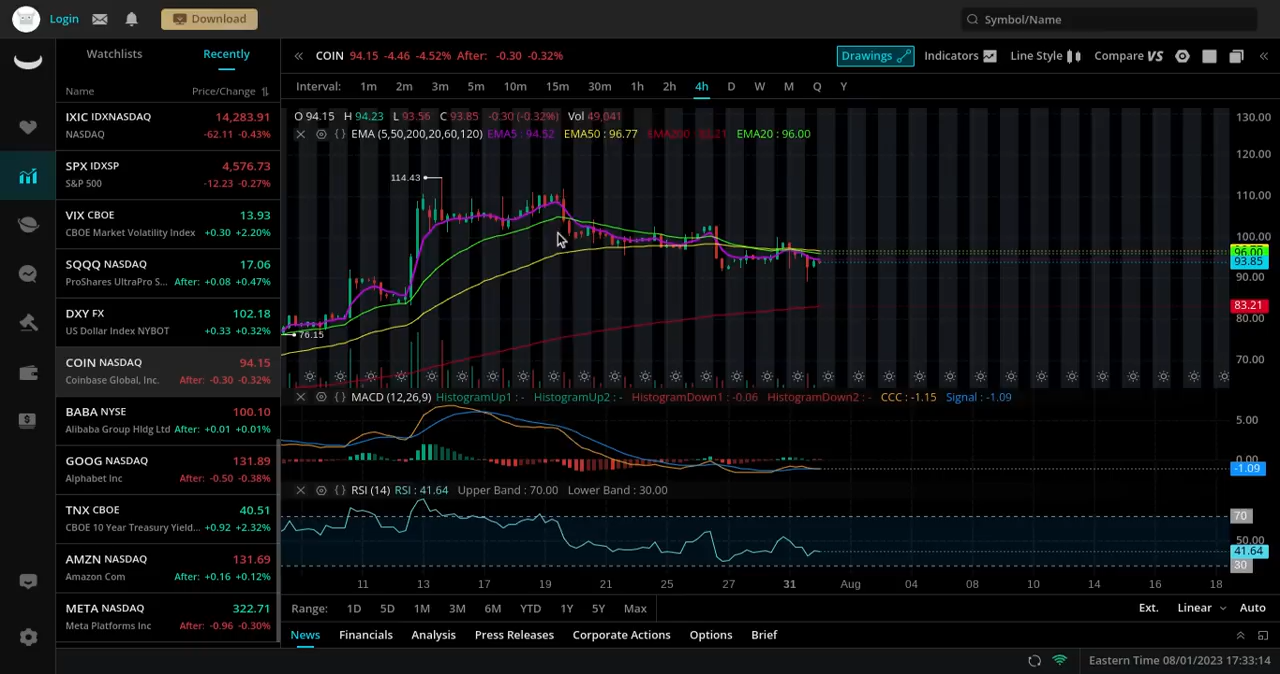 Login
Download
Symbol/Name
Watchlists
Recently
Name Price/Change
IXIC IDXNASDAQ 14,283.91
NASDAQ -62.11 -0.43%
SPX IDXSP 4,576.73
S&P 500 -12.23 -0.27%
VIX CBOE 13.93
CBOE Market Volatility Index +0.30 +2.20%
SQQQ NASDAQ 17.06
ProShares UltraPro S... After: +0.08 +0.47%
DXY FX 102.18
US Dollar Index NYBOT +0.33 +0.32%
COIN NASDAQ 94.15
Coinbase Global, Inc. After: -0.30 -0.32%
BABA NYSE 100.10
Alibaba Group Hldg Ltd After: +0.01 +0.01%
GOOG NASDAQ 131.89
Alphabet Inc After: -0.50 -0.38%
TNX CBOE 40.51
CBOE 10 Year Treasury Yield... +0.92 +2.32%
AMZN NASDAQ 131.69
Amazon Com After: +0.16 +0.12%
META NASDAQ 322.71
Meta Platforms Inc After: -0.96 -0.30%
COIN 94.15 -4.46 -4.52% After: -0.30 -0.32%
Drawings Indicators Line Style Compare VS
Interval: 1m 2m 3m 5m 10m 15m 30m 1h 2h 4h D W M Q Y
O 94.15 H 94.23 L 93.56 C 93.85 -0.30 (-0.32%) Vol 49,041
EMA (5,50,200,20,60,120) EMA5 : 94.52 EMA50 : 96.77 EMA200 : 83.21 EMA20 : 96.00
114.43
76.15
130.00
120.00
110.00
100.00
96.00
93.85
90.00
83.21
80.00
70.00
MACD (12,26,9) HistogramUp1 : - HistogramUp2 : - HistogramDown1 : -0.06 HistogramDown2 : - CCC : -1.15 Signal : -1.09
5.00
0.00
-1.09
RSI (14) RSI : 41.64 Upper Band : 70.00 Lower Band : 30.00
70
50.00
41.64
30
11 13 17 19 21 25 27 31 Aug 04 08 10 14 16 18
Range: 1D 5D 1M 3M 6M YTD 1Y 5Y Max
Ext. Linear Auto
News Financials Analysis Press Releases Corporate Actions Options Brief
Eastern Time 08/01/2023 17:33:14